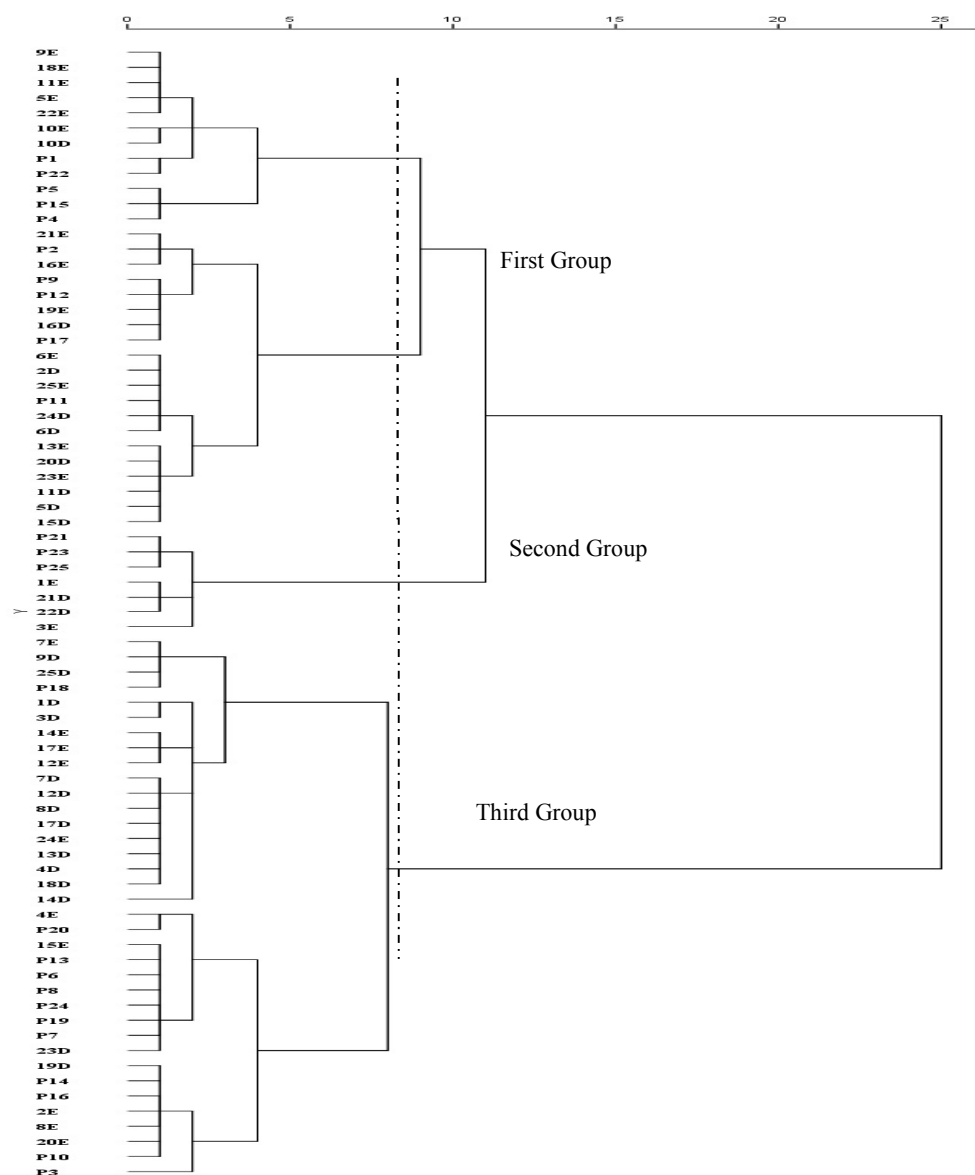 0 5 10 15 20 25
9E
18E
11E
5E
22E
10E
10D
P1
P22
P5
P15
P4
21E
P2
16E
P9
P12
19E
16D
P17
6E
2D
25E
P11
24D
6D
13E
20D
23E
11D
5D
15D
P21
P23
P25
1E
21D
22D
3E
7E
9D
25D
P18
1D
3D
14E
17E
12E
7D
12D
8D
17D
24E
13D
4D
18D
14D
4E
P20
15E
P13
P6
P8
P24
P19
P7
23D
19D
P14
P16
2E
8E
20E
P10
P3
Y
First Group
Second Group
Third Group